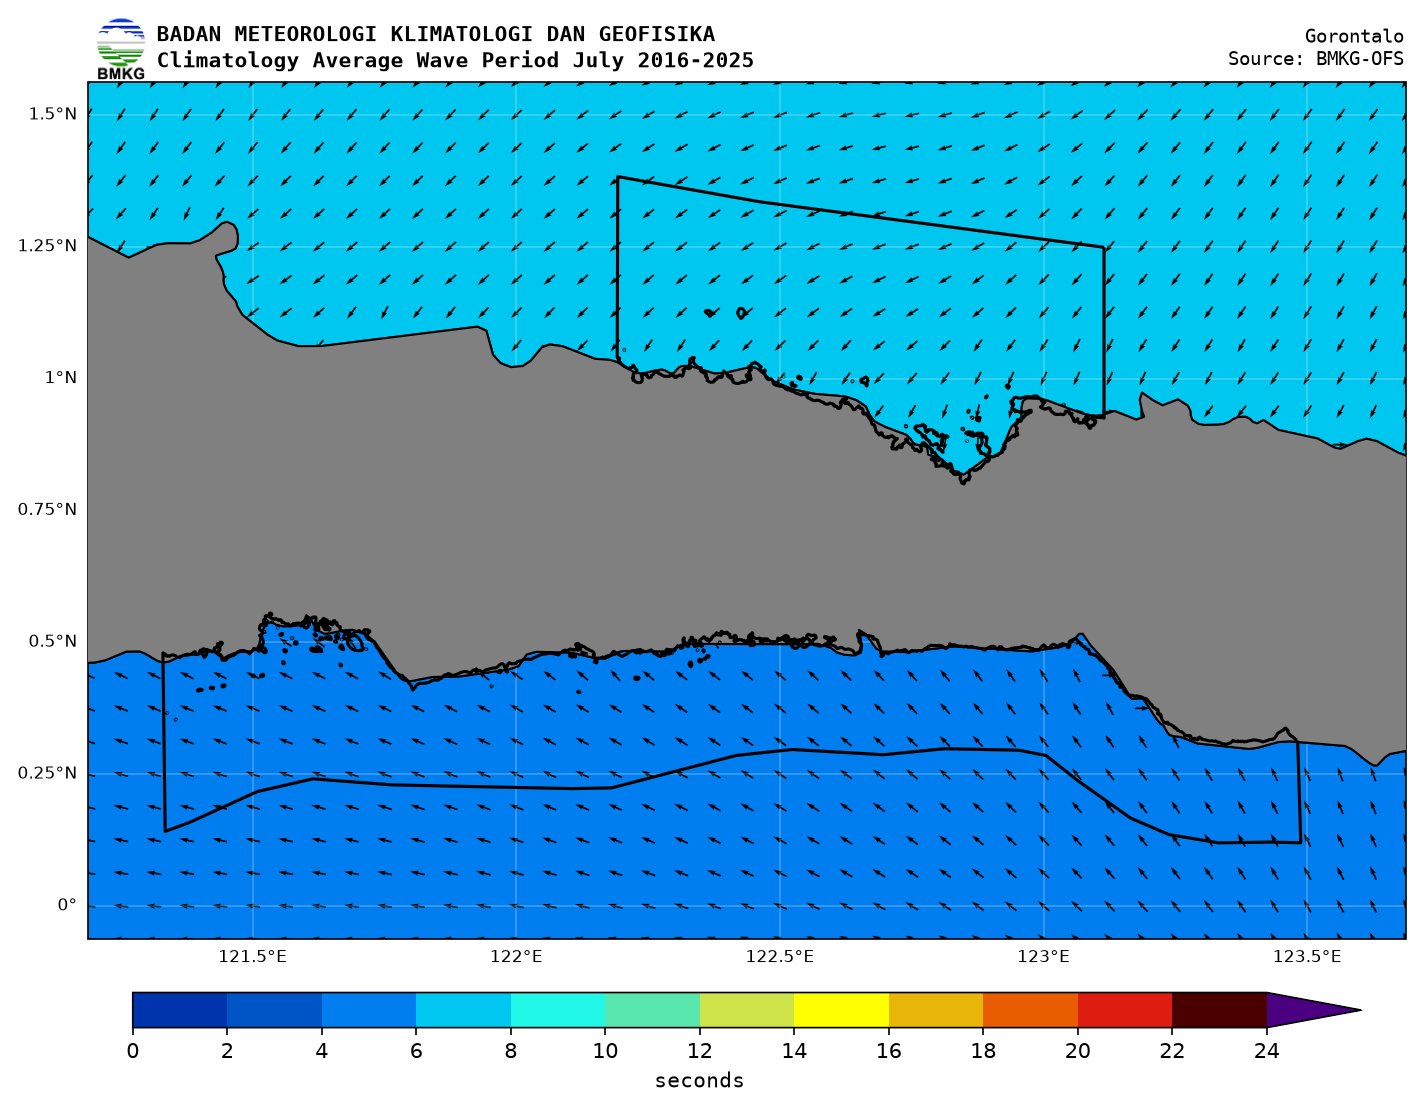 BADAN METEOROLOGI KLIMATOLOGI DAN GEOFISIKA
Climatology Average Wave Period July 2016-2025
BMKG
Gorontalo
Source: BMKG-OFS
1.5°N
1.25°N
1°N
0.75°N
0.5°N
0.25°N
0°
121.5°E 122°E 122.5°E 123°E 123.5°E
0 2 4 6 8 10 12 14 16 18 20 22 24
seconds